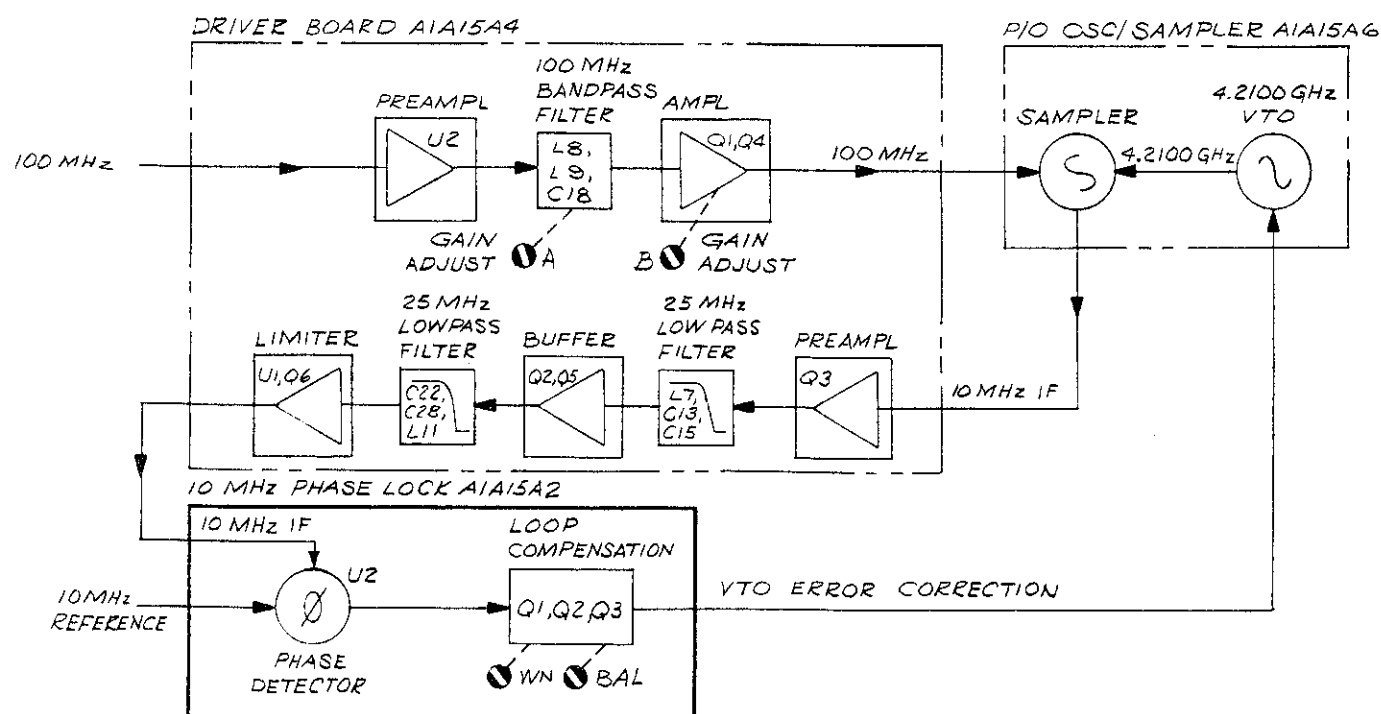 DRIVER BOARD A1A15A4
P/O OSC/SAMPLER A1A15A6
100 MHz
BANDPASS
FILTER
PREAMPL
U2
L8,
L9,
C18
AMPL
Q1,Q4
4.2100 GHz
VTO
SAMPLER
100 MHz
100 MHz
4.2100 GHz
GAIN
ADJUST
A
B
GAIN
ADJUST
LIMITER
U1,Q6
25 MHz
LOWPASS
FILTER
C22,
C28,
L11
BUFFER
Q2,Q5
25 MHz
LOW PASS
FILTER
L7,
C13,
C15
PREAMPL
Q3
10 MHz IF
10 MHz PHASE LOCK A1A15A2
10 MHz IF
LOOP
COMPENSATION
U2
Ø
10MHz
REFERENCE
Q1,Q2,Q3
VTO ERROR CORRECTION
PHASE
DETECTOR
WN
BAL